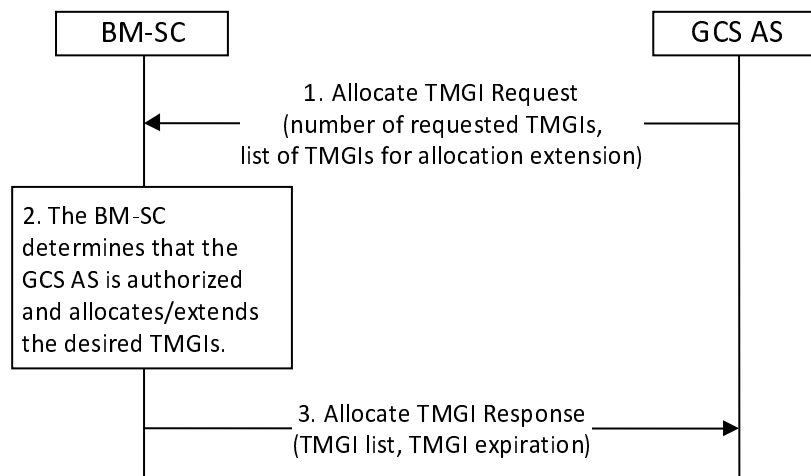 BM-SC
GCS AS
1. Allocate TMGI Request
(number of requested TMGIs,
list of TMGIs for allocation extension)
2. The BM-SC
determines that the
GCS AS is authorized
and allocates/extends
the desired TMGIs.
3. Allocate TMGI Response
(TMGI list, TMGI expiration)